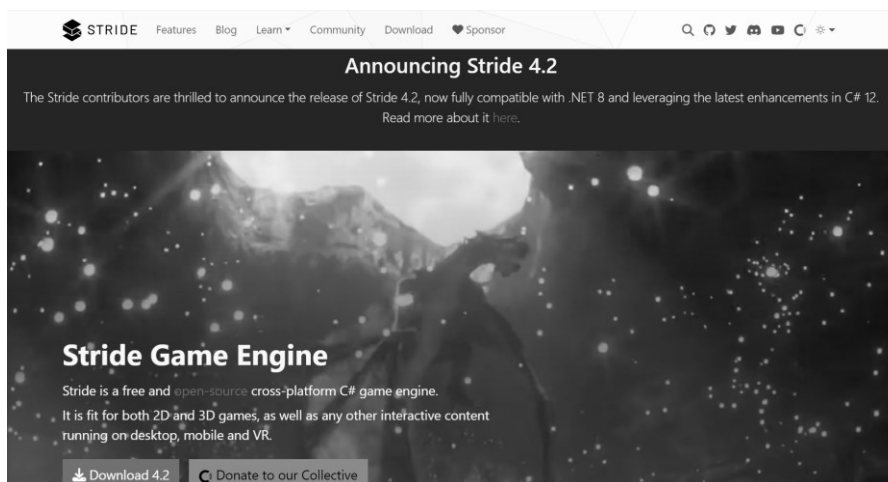 STRIDE Features Blog Learn Community Download Sponsor
Announcing Stride 4.2
The Stride contributors are thrilled to announce the release of Stride 4.2, now fully compatible with .NET 8 and leveraging the latest enhancements in C# 12.
Read more about it here.
Stride Game Engine
Stride is a free and open-source cross-platform C# game engine.
It is fit for both 2D and 3D games, as well as any other interactive content
running on desktop, mobile and VR.
Download 4.2 Donate to our Collective